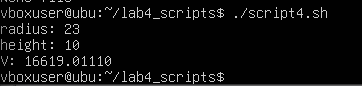 vboxuser@ubu:~/lab4_scripts$ ./script4.sh
radius: 23
height: 10
V: 16619.01110
vboxuser@ubu:~/lab4_scripts$